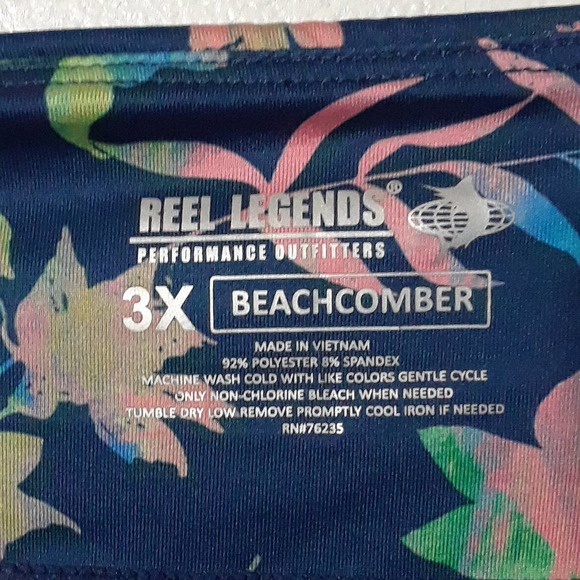 REEL LEGENDS®
PERFORMANCE OUTFITTERS
3X BEACHCOMBER
MADE IN VIETNAM
92% POLYESTER 8% SPANDEX
MACHINE WASH COLD WITH LIKE COLORS GENTLE CYCLE
ONLY NON-CHLORINE BLEACH WHEN NEEDED
TUMBLE DRY LOW REMOVE PROMPTLY COOL IRON IF NEEDED
RN#76235